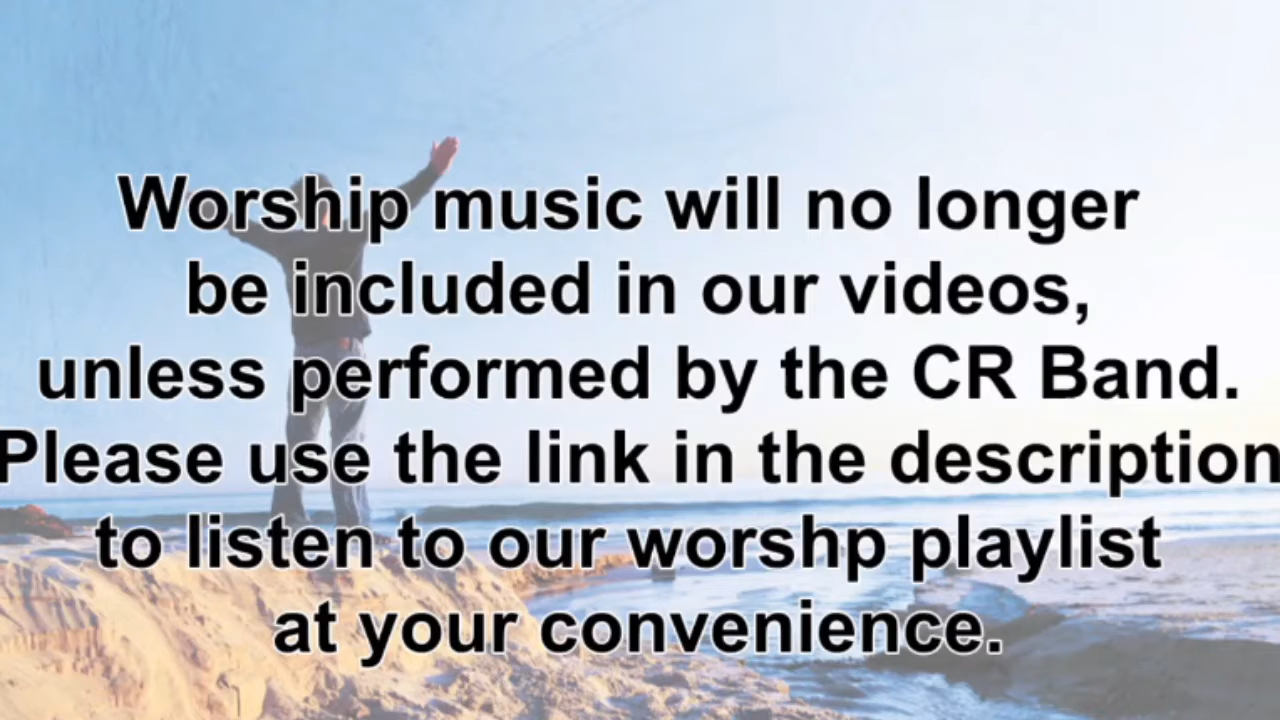 Worship music will no longer
be included in our videos,
unless performed by the CR Band.
Please use the link in the description
to listen to our worshp playlist
at your convenience.